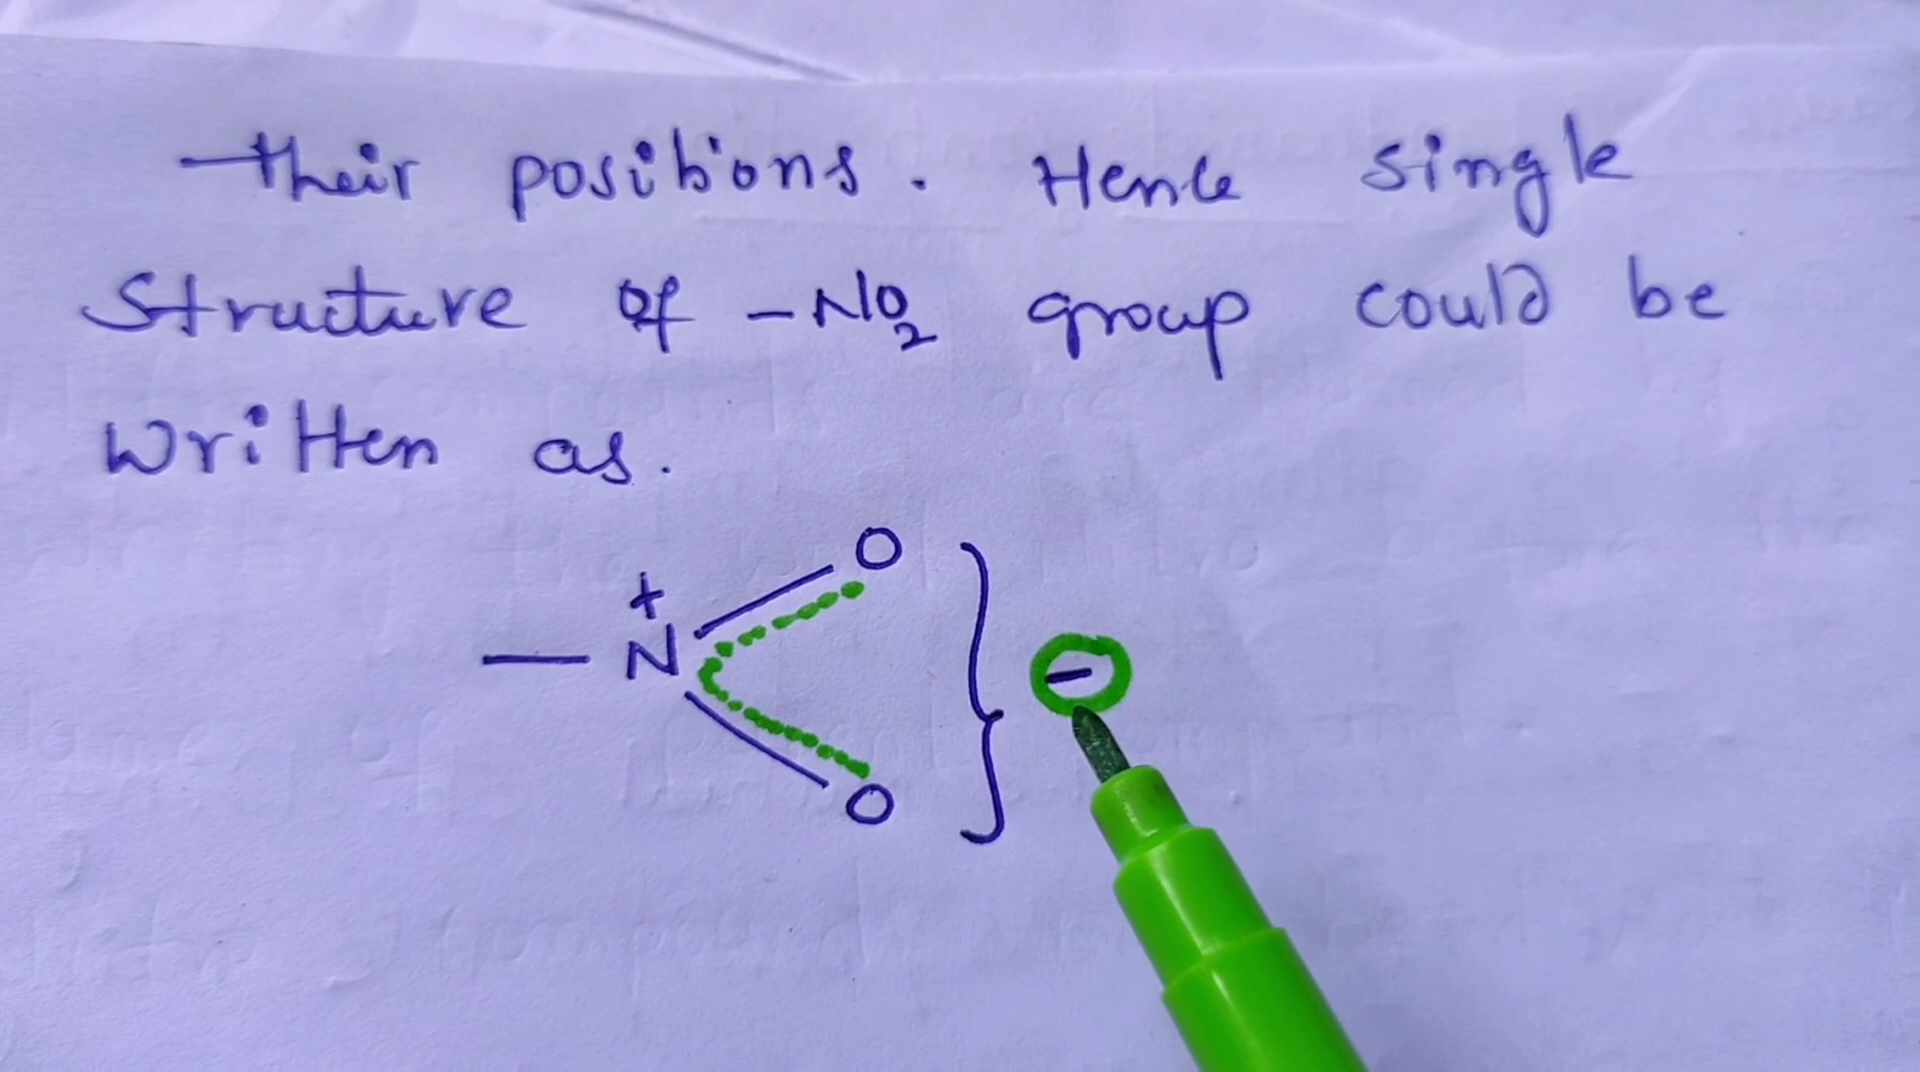 their positions. Hence single
structure of -NO₂ group could be
written as.
O
+
— N
−
O